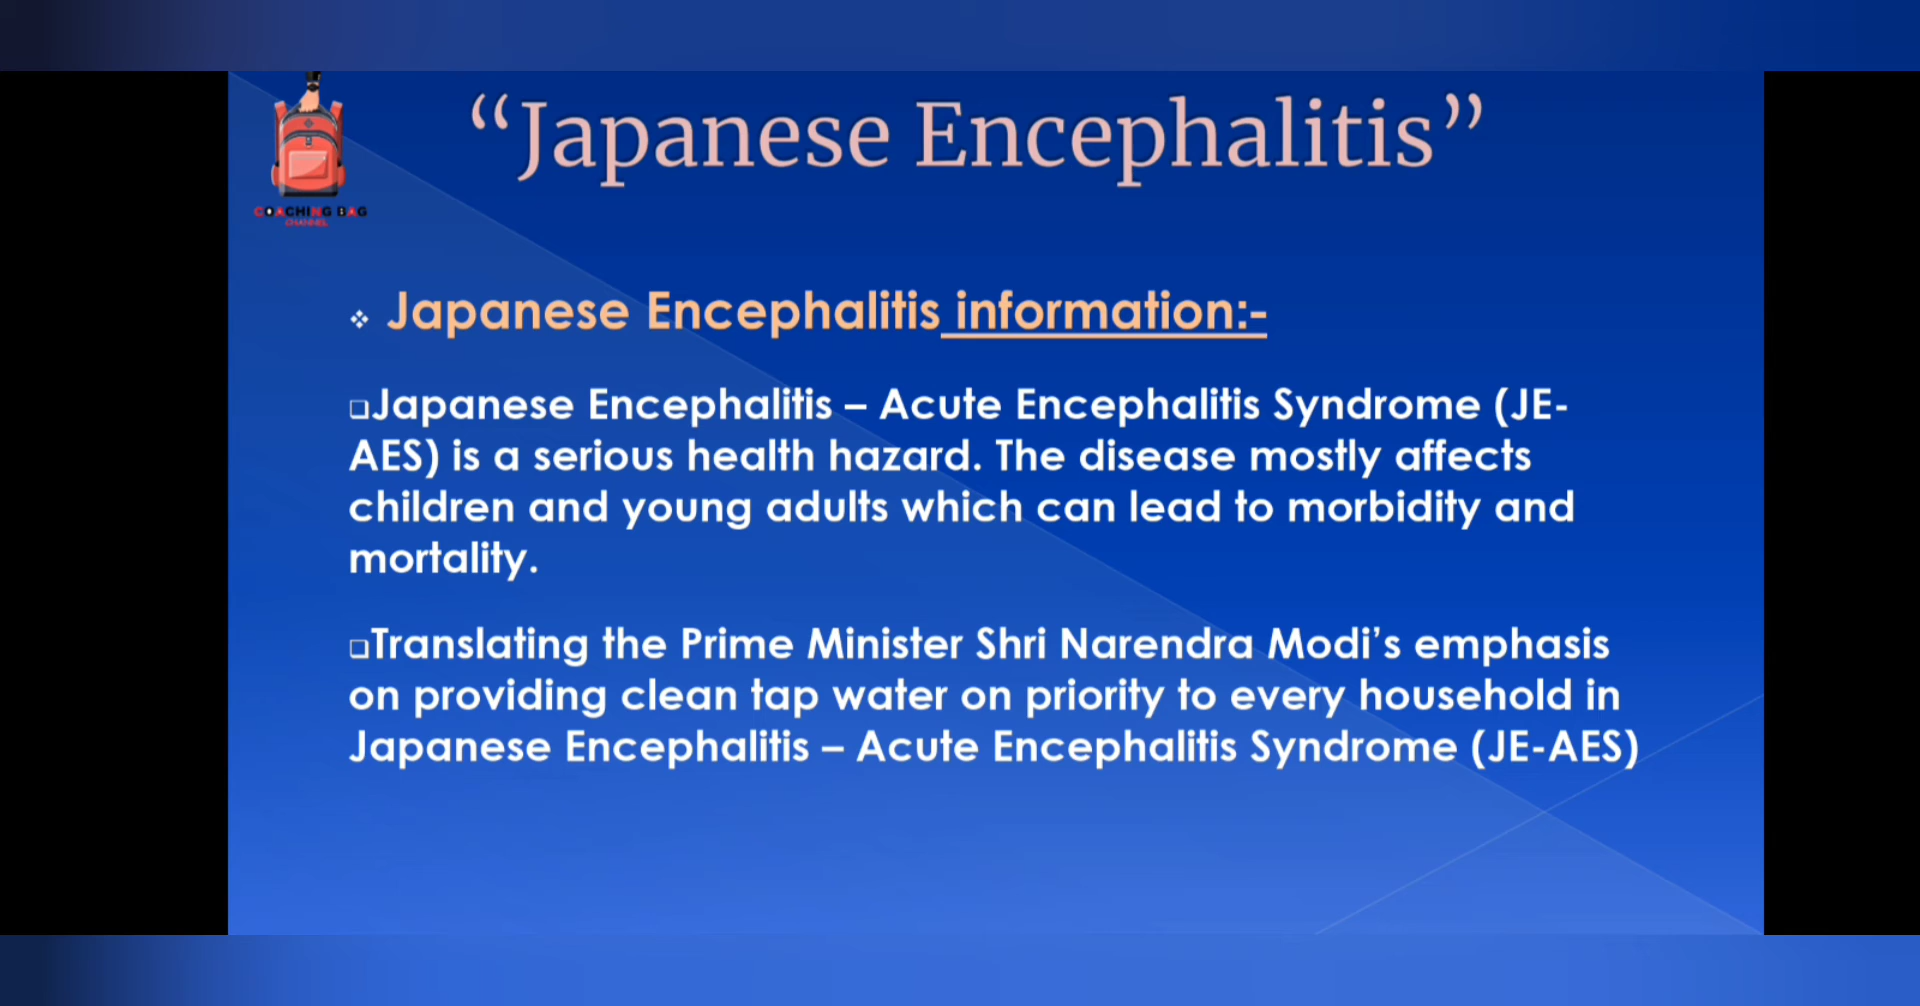 COACHING BAG
CHANNEL
“Japanese Encephalitis”
Japanese Encephalitis information:-
Japanese Encephalitis – Acute Encephalitis Syndrome (JE-
AES) is a serious health hazard. The disease mostly affects
children and young adults which can lead to morbidity and
mortality.
Translating the Prime Minister Shri Narendra Modi’s emphasis
on providing clean tap water on priority to every household in
Japanese Encephalitis – Acute Encephalitis Syndrome (JE-AES)